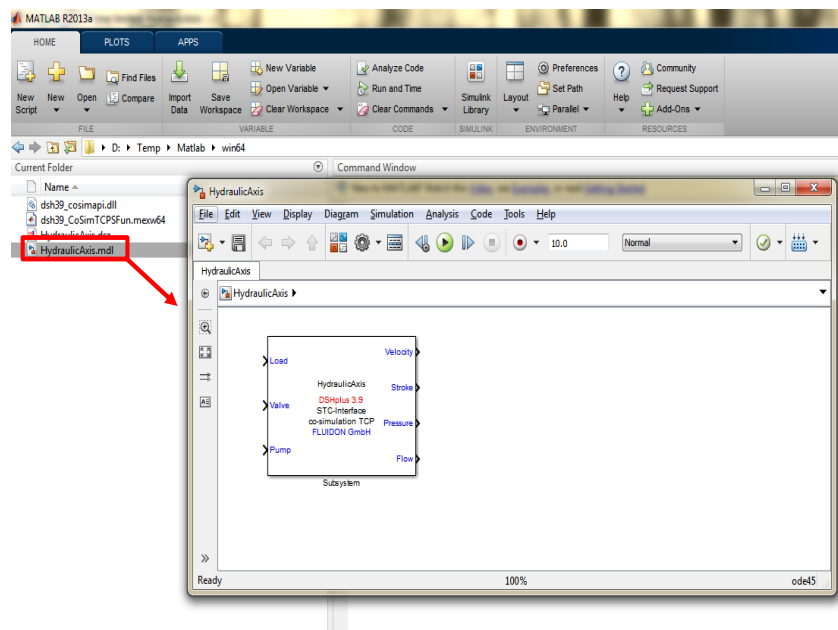 MATLAB R2013a
HOME PLOTS APPS
New Script
New
Open
Find Files
Compare
Import Data
Save Workspace
New Variable
Open Variable
Clear Workspace
Analyze Code
Run and Time
Clear Commands
Simulink Library
Layout
Preferences
Set Path
Parallel
Help
Community
Request Support
Add-Ons
FILE VARIABLE CODE SIMULINK ENVIRONMENT RESOURCES
D: Temp Matlab win64
Current Folder
Command Window
Name
dsh39_cosimapi.dll
dsh39_CoSimTCPSFun.mexw64
HydraulicAxis.mdl
HydraulicAxis
File Edit View Display Diagram Simulation Analysis Code Tools Help
10.0 Normal
HydraulicAxis
HydraulicAxis
Load
Valve
Pump
HydraulicAxis
DSHplus 3.9
STC-Interface
co-simulation TCP
FLUIDON GmbH
Velocity
Stroke
Pressure
Flow
Subsystem
Ready 100% ode45